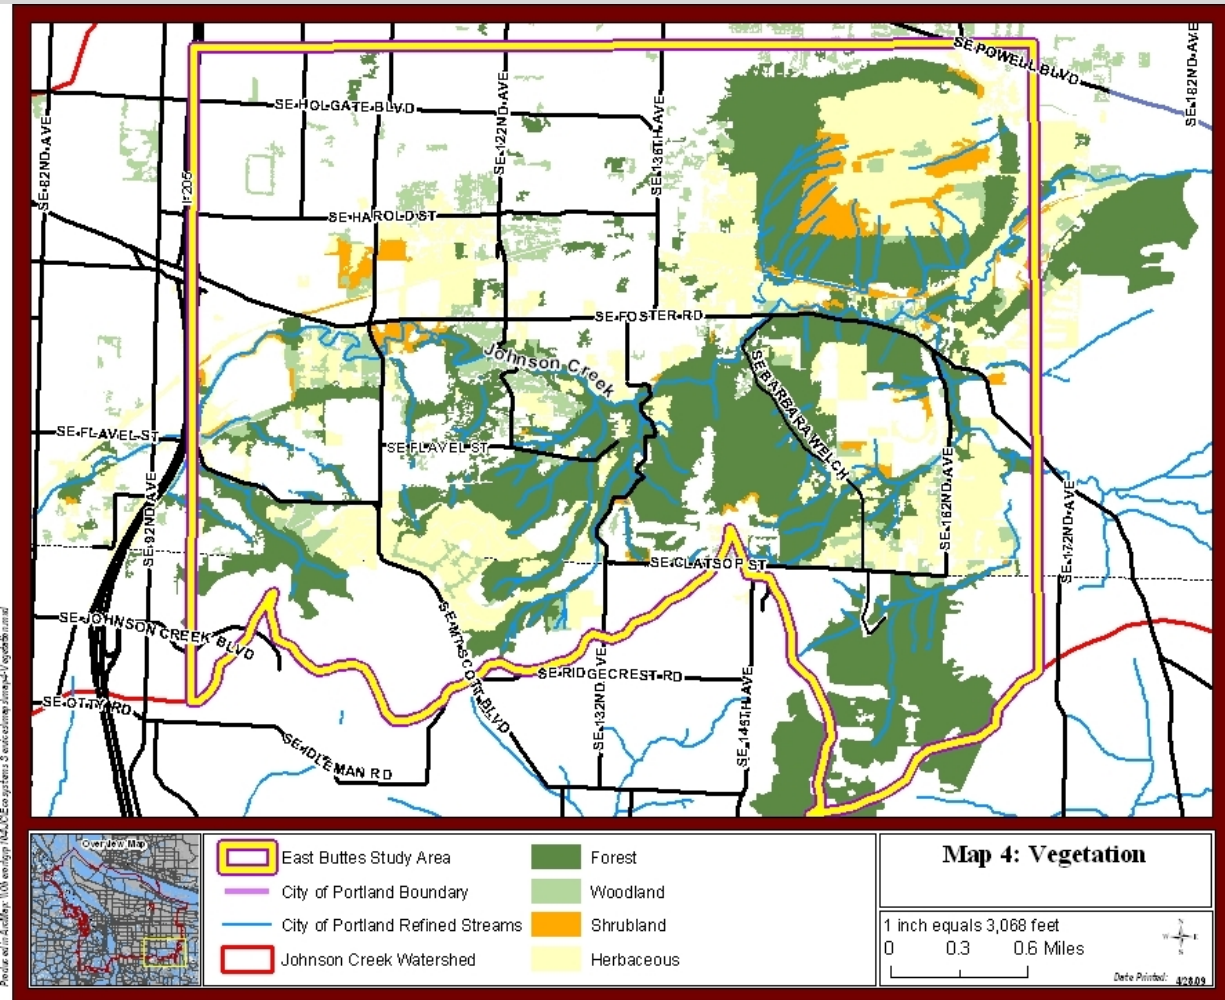 SE POWELL BLVD
SE 182ND AVE
SE HOLGATE BLVD
SE 122ND AVE
SE 136TH AVE
SE 82ND AVE
I-205
SE HAROLD ST
SE FOSTER RD
Johnson Creek
SE BARBARA WELCH
SE FLAVEL ST
SE FLAVEL ST
SE 92ND AVE
SE 162ND AVE
SE 172ND AVE
SE CLATSOP ST
SE JOHNSON CREEK BLVD
SE MT SCOTT BLVD
SE RIDGECREST RD
SE 132ND AVE
SE 145TH AVE
SE OTTY RD
SE IDLEMAN RD
Overview Map
East Buttes Study Area
City of Portland Boundary
City of Portland Refined Streams
Johnson Creek Watershed
Forest
Woodland
Shrubland
Herbaceous
Map 4: Vegetation
1 inch equals 3,068 feet
0 0.3 0.6 Miles
N
W E
S
Date Printed: 4/28/09